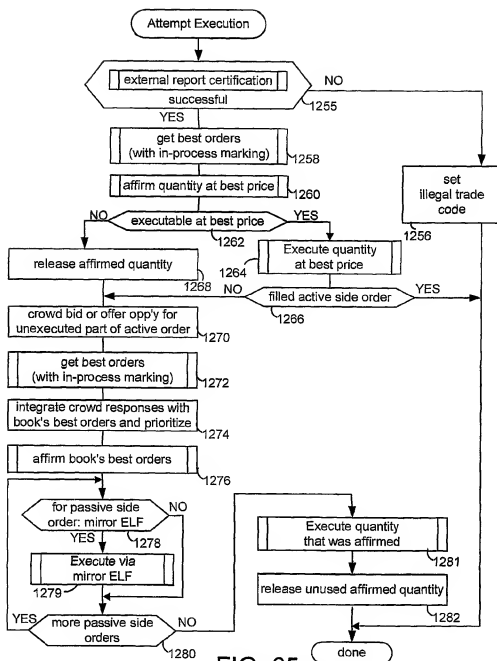 Attempt Execution
external report certification
successful
NO
1255
YES
get best orders
(with in-process marking)
1258
affirm quantity at best price
1260
set
illegal trade
code
1256
NO
executable at best price
YES
1262
Execute quantity
at best price
1264
release affirmed quantity
1268
NO
filled active side order
YES
1266
crowd bid or offer opp'y for
unexecuted part of active order
1270
get best orders
(with in-process marking)
1272
integrate crowd responses with
book's best orders and prioritize
1274
affirm book's best orders
1276
for passive side
order: mirror ELF
NO
YES
1278
Execute via
mirror ELF
1279
Execute quantity
that was affirmed
1281
release unused affirmed quantity
1282
YES
more passive side
orders
NO
1280
done